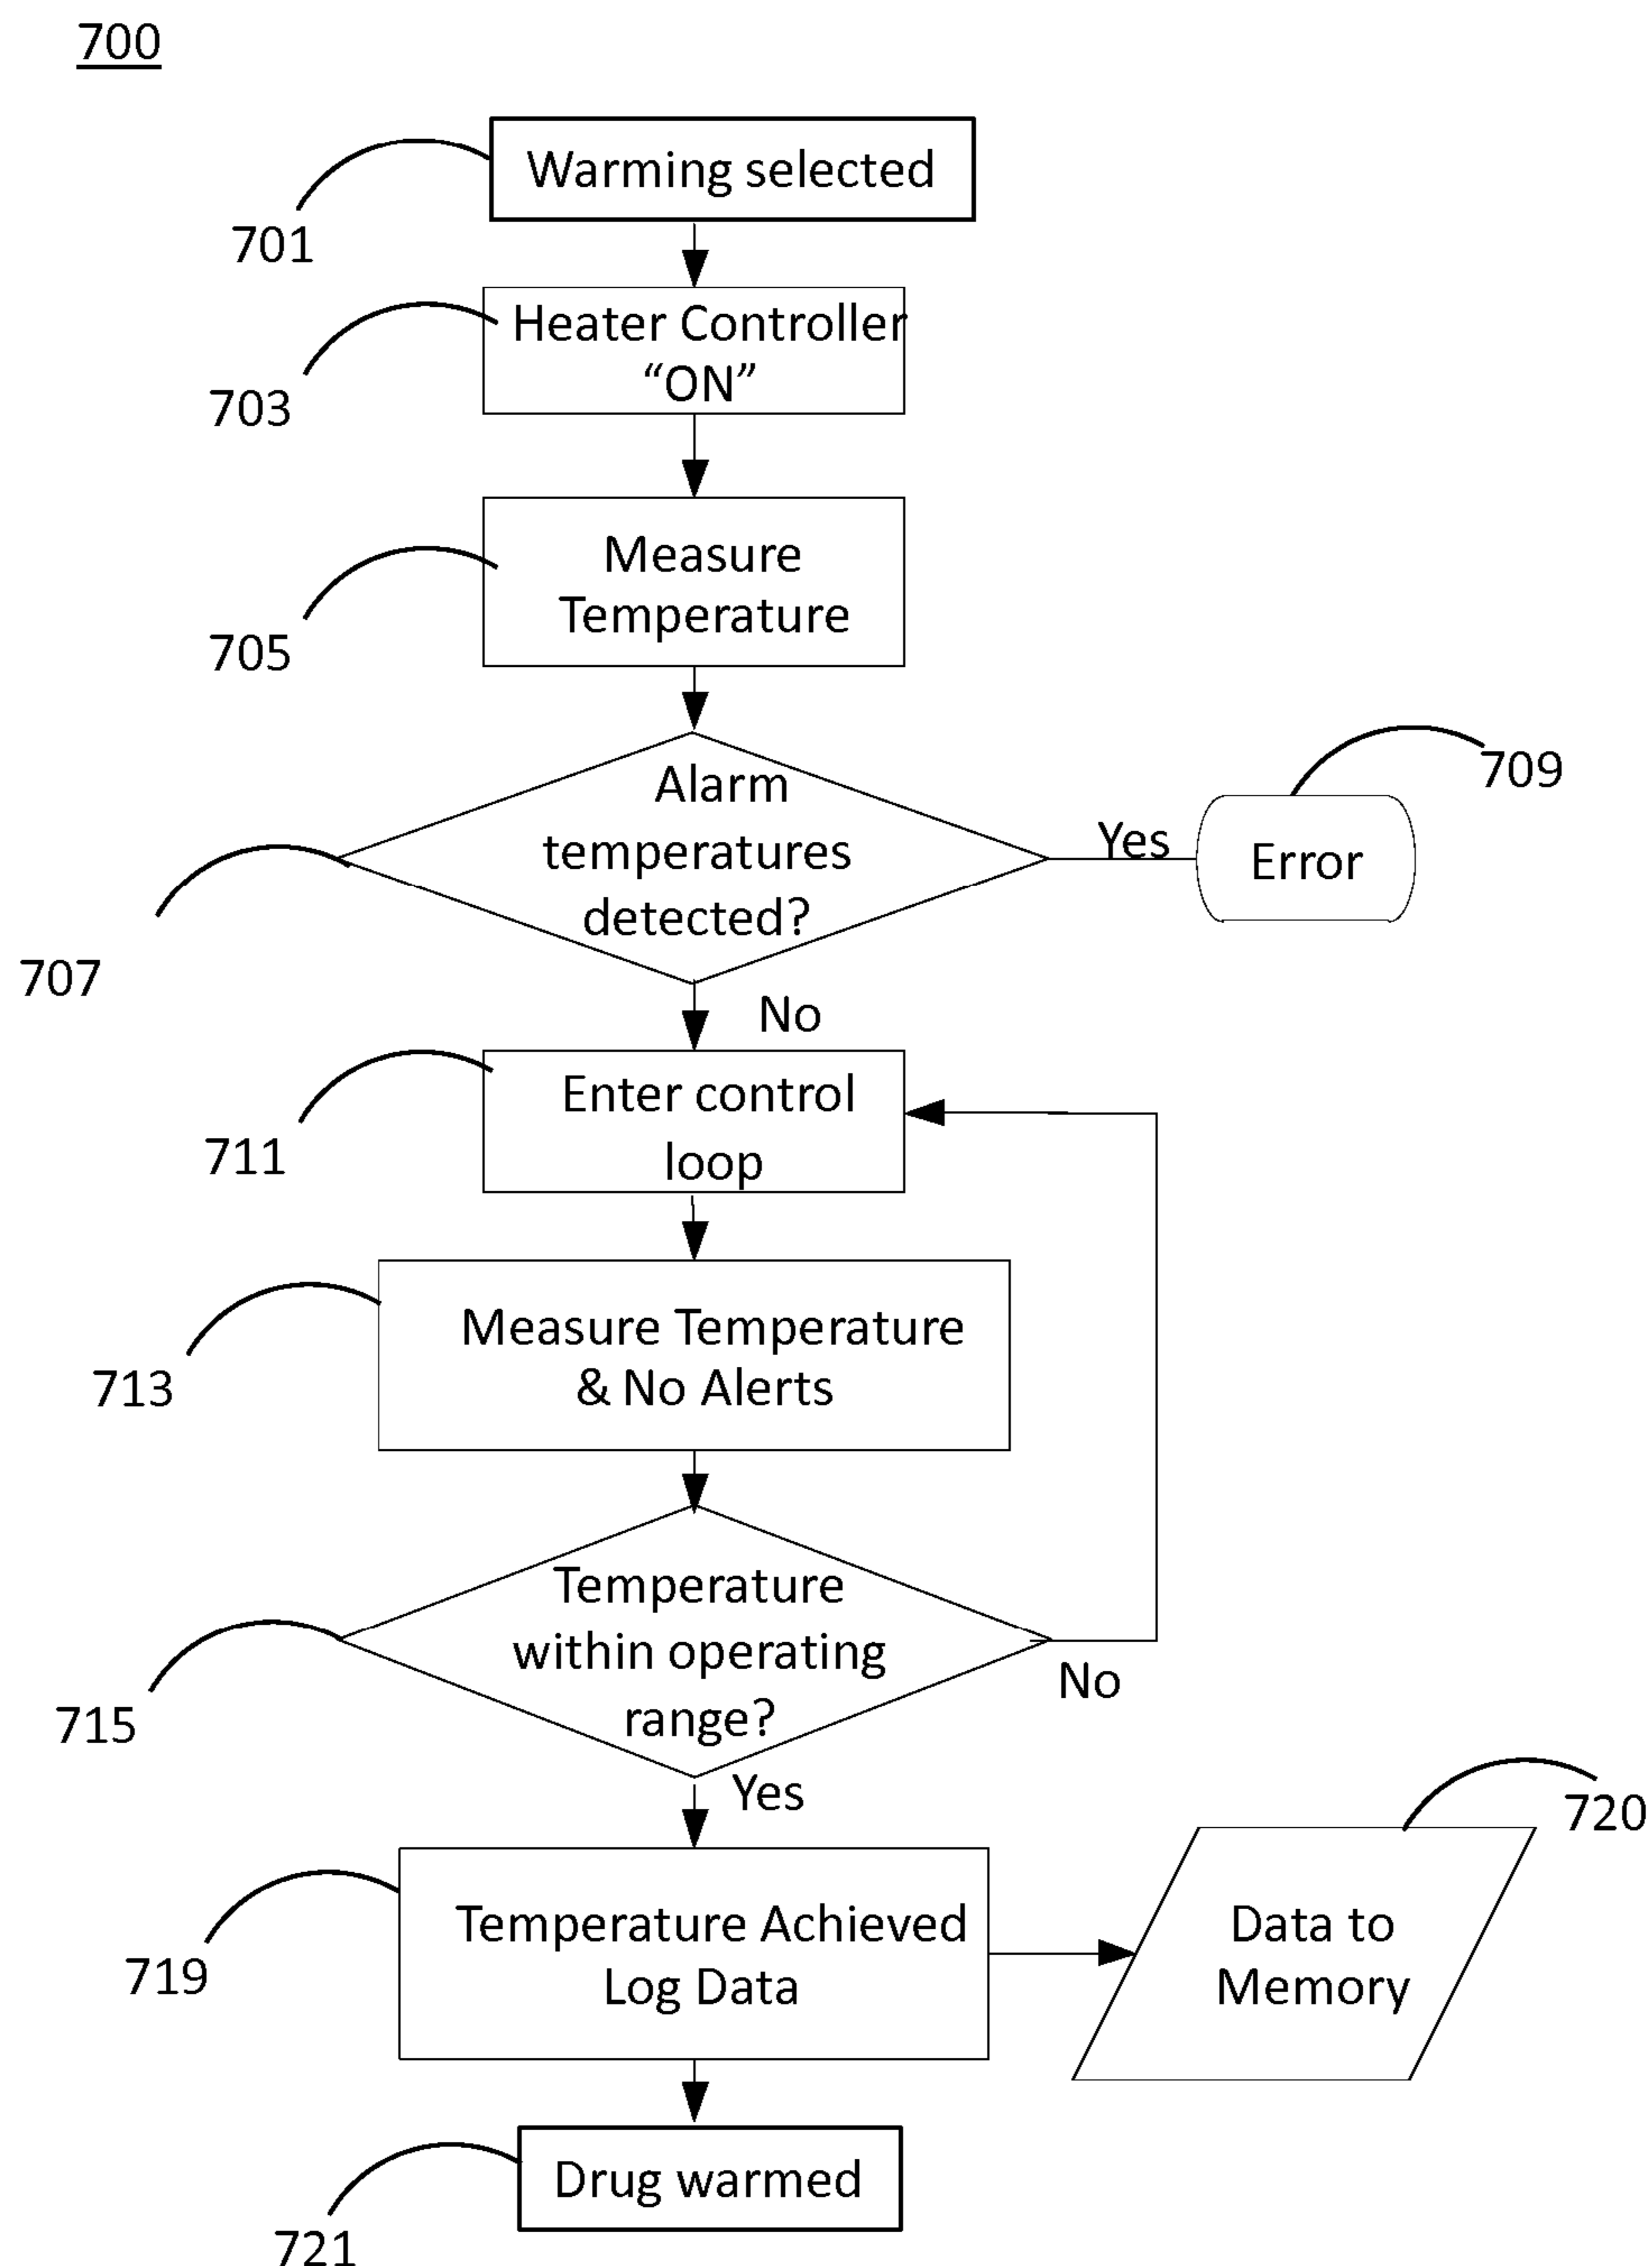 700
Warming selected
701
Heater Controller
“ON”
703
Measure
Temperature
705
Alarm
temperatures
detected?
707
Yes
Error
709
No
Enter control
loop
711
Measure Temperature
& No Alerts
713
Temperature
within operating
range?
715
No
Yes
Temperature Achieved
Log Data
719
Data to
Memory
720
Drug warmed
721